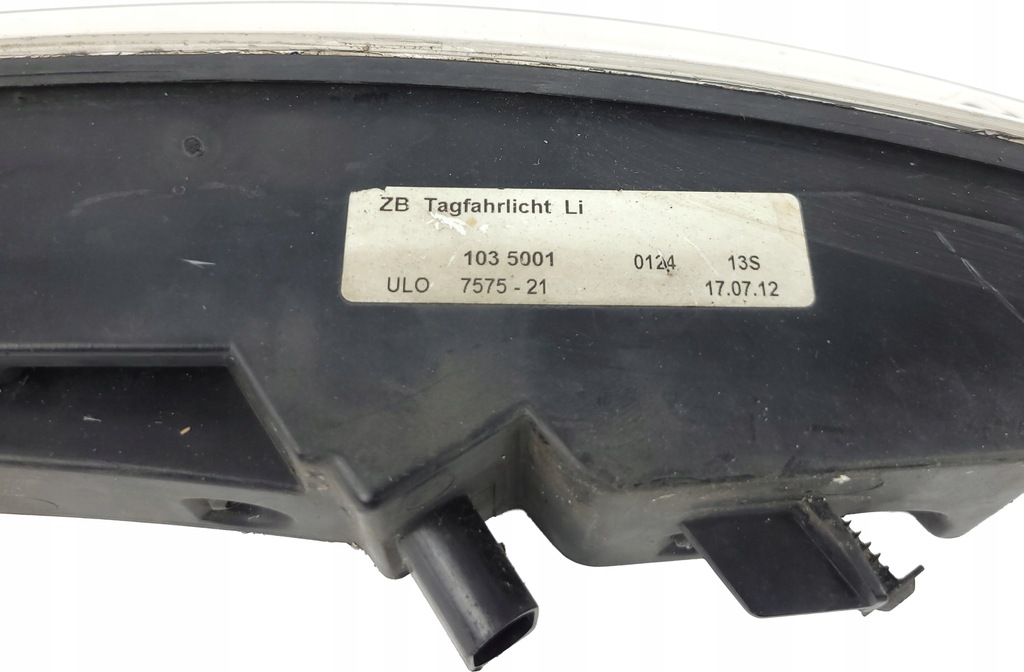 ZB Tagfahrlicht Li
103 5001 0124 13S
ULO 7575 - 21 17.07.12